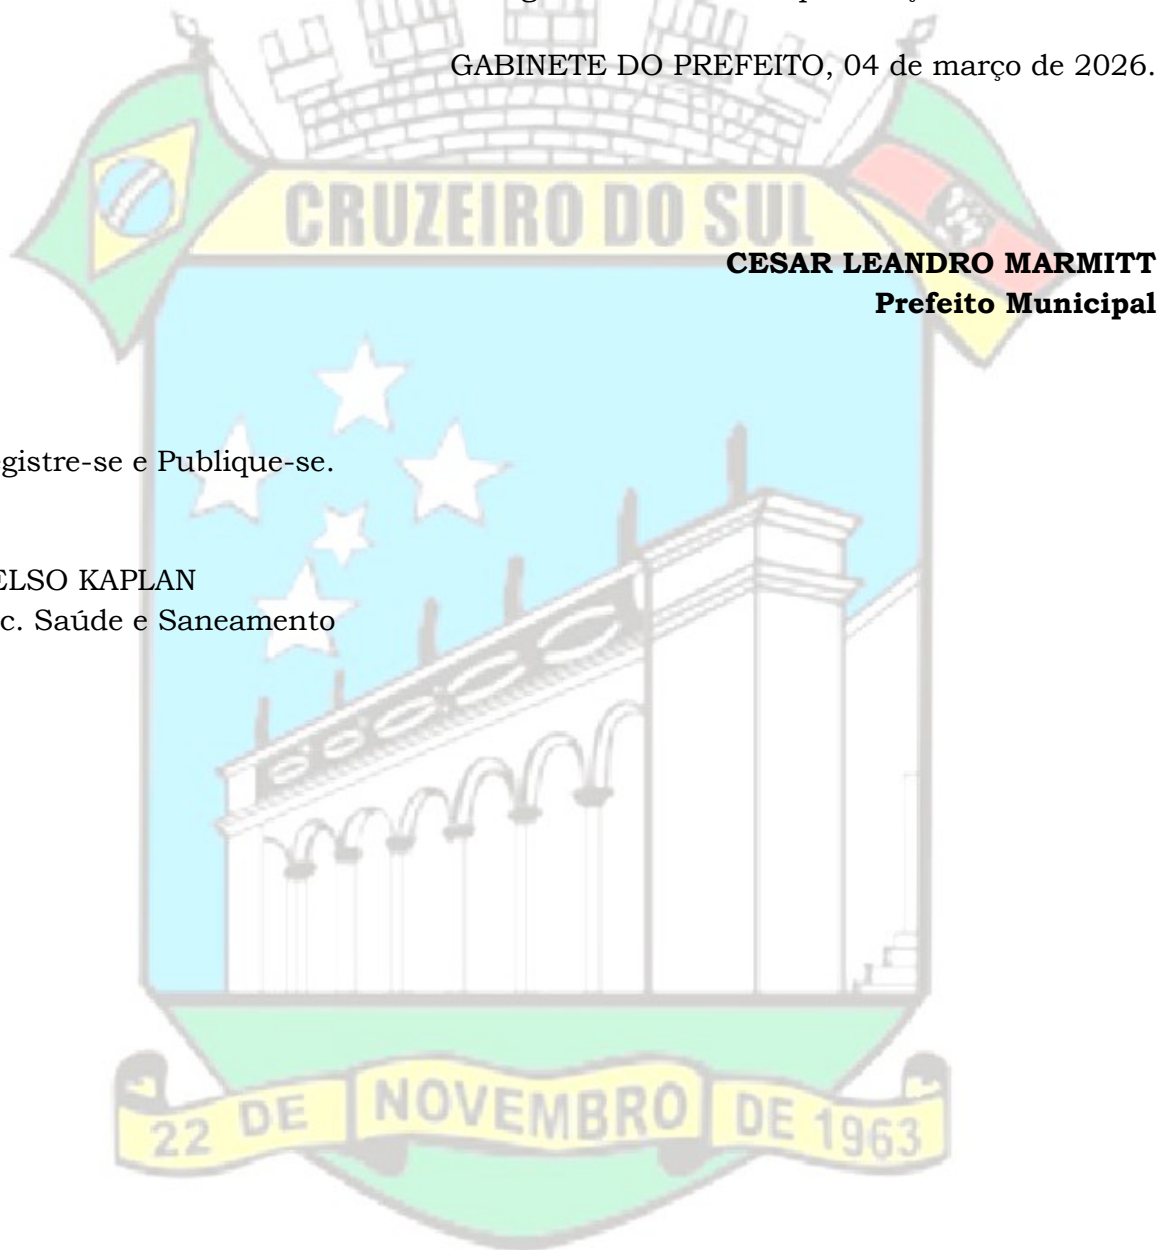 GABINETE DO PREFEITO, 04 de março de 2026.
CRUZEIRO DO SUL
CESAR LEANDRO MARMITT
Prefeito Municipal
gistre-se e Publique-se.
ELSO KAPLAN
c. Saúde e Saneamento
22 DE NOVEMBRO DE 1963